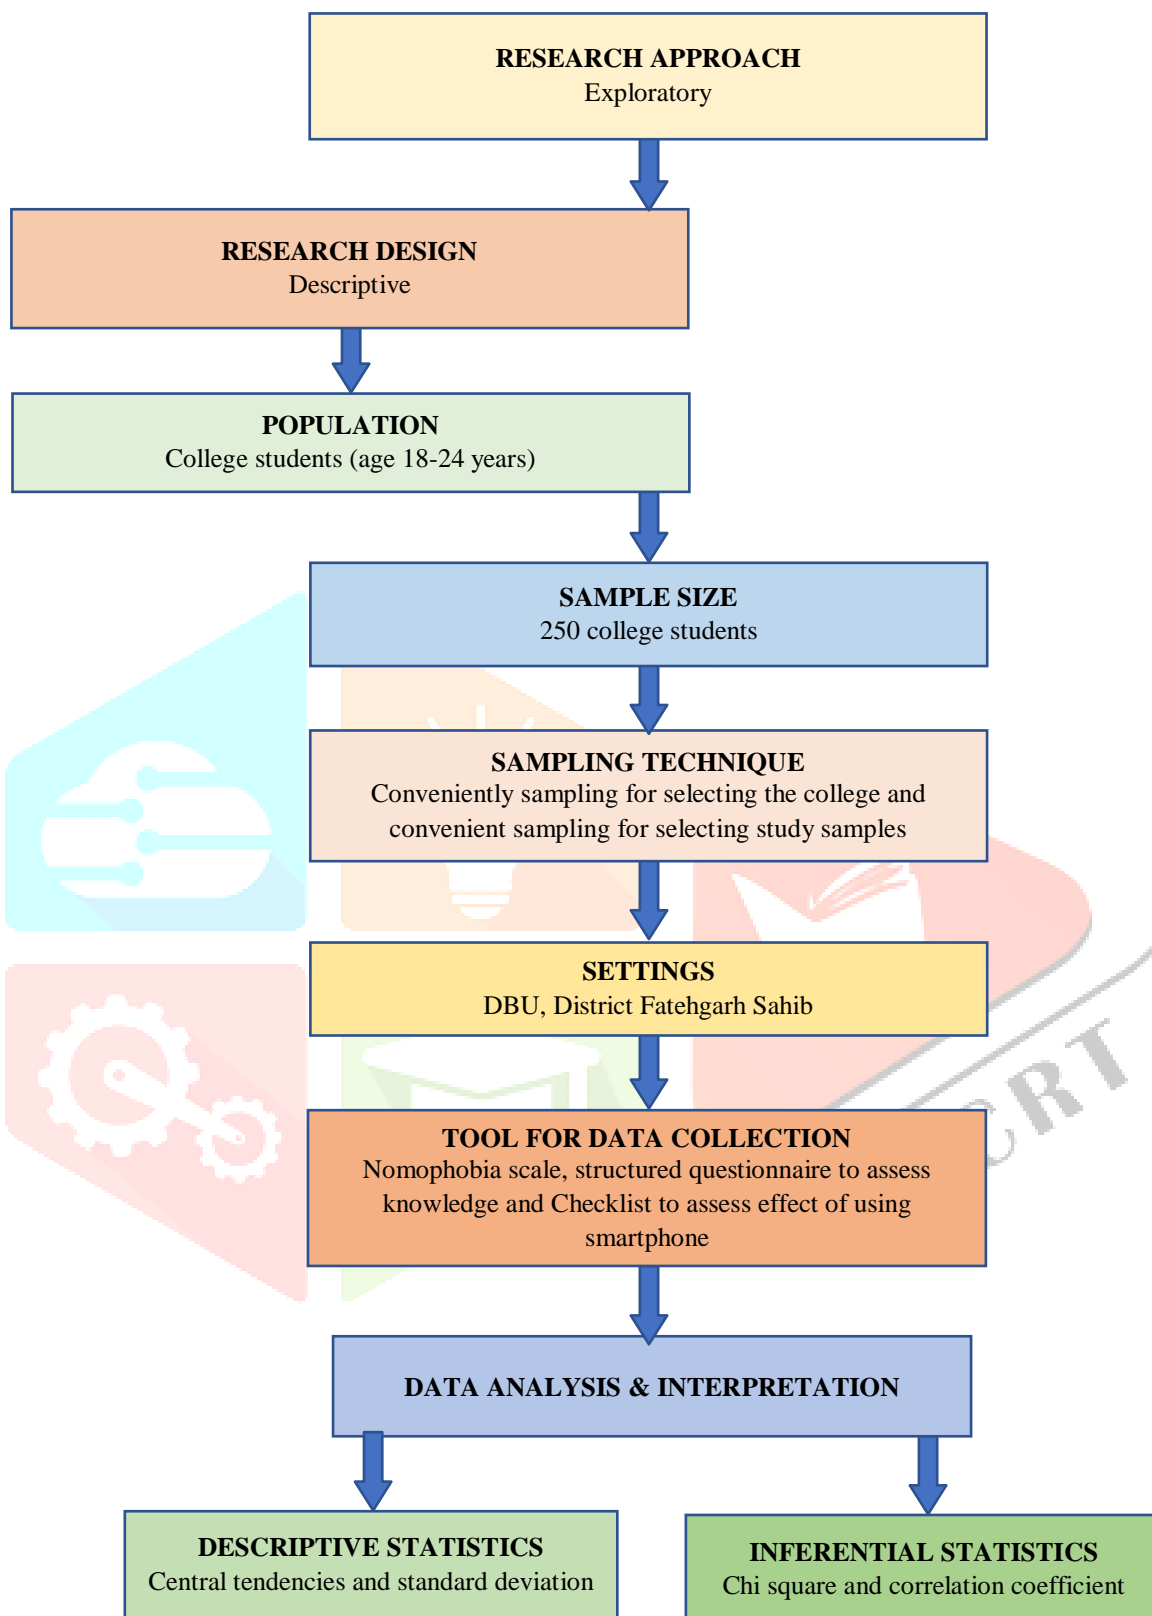 RESEARCH APPROACH
Exploratory
RESEARCH DESIGN
Descriptive
POPULATION
College students (age 18-24 years)
SAMPLE SIZE
250 college students
SAMPLING TECHNIQUE
Conveniently sampling for selecting the college and
convenient sampling for selecting study samples
SETTINGS
DBU, District Fatehgarh Sahib
TOOL FOR DATA COLLECTION
Nomophobia scale, structured questionnaire to assess
knowledge and Checklist to assess effect of using
smartphone
DATA ANALYSIS & INTERPRETATION
DESCRIPTIVE STATISTICS
Central tendencies and standard deviation
INFERENTIAL STATISTICS
Chi square and correlation coefficient